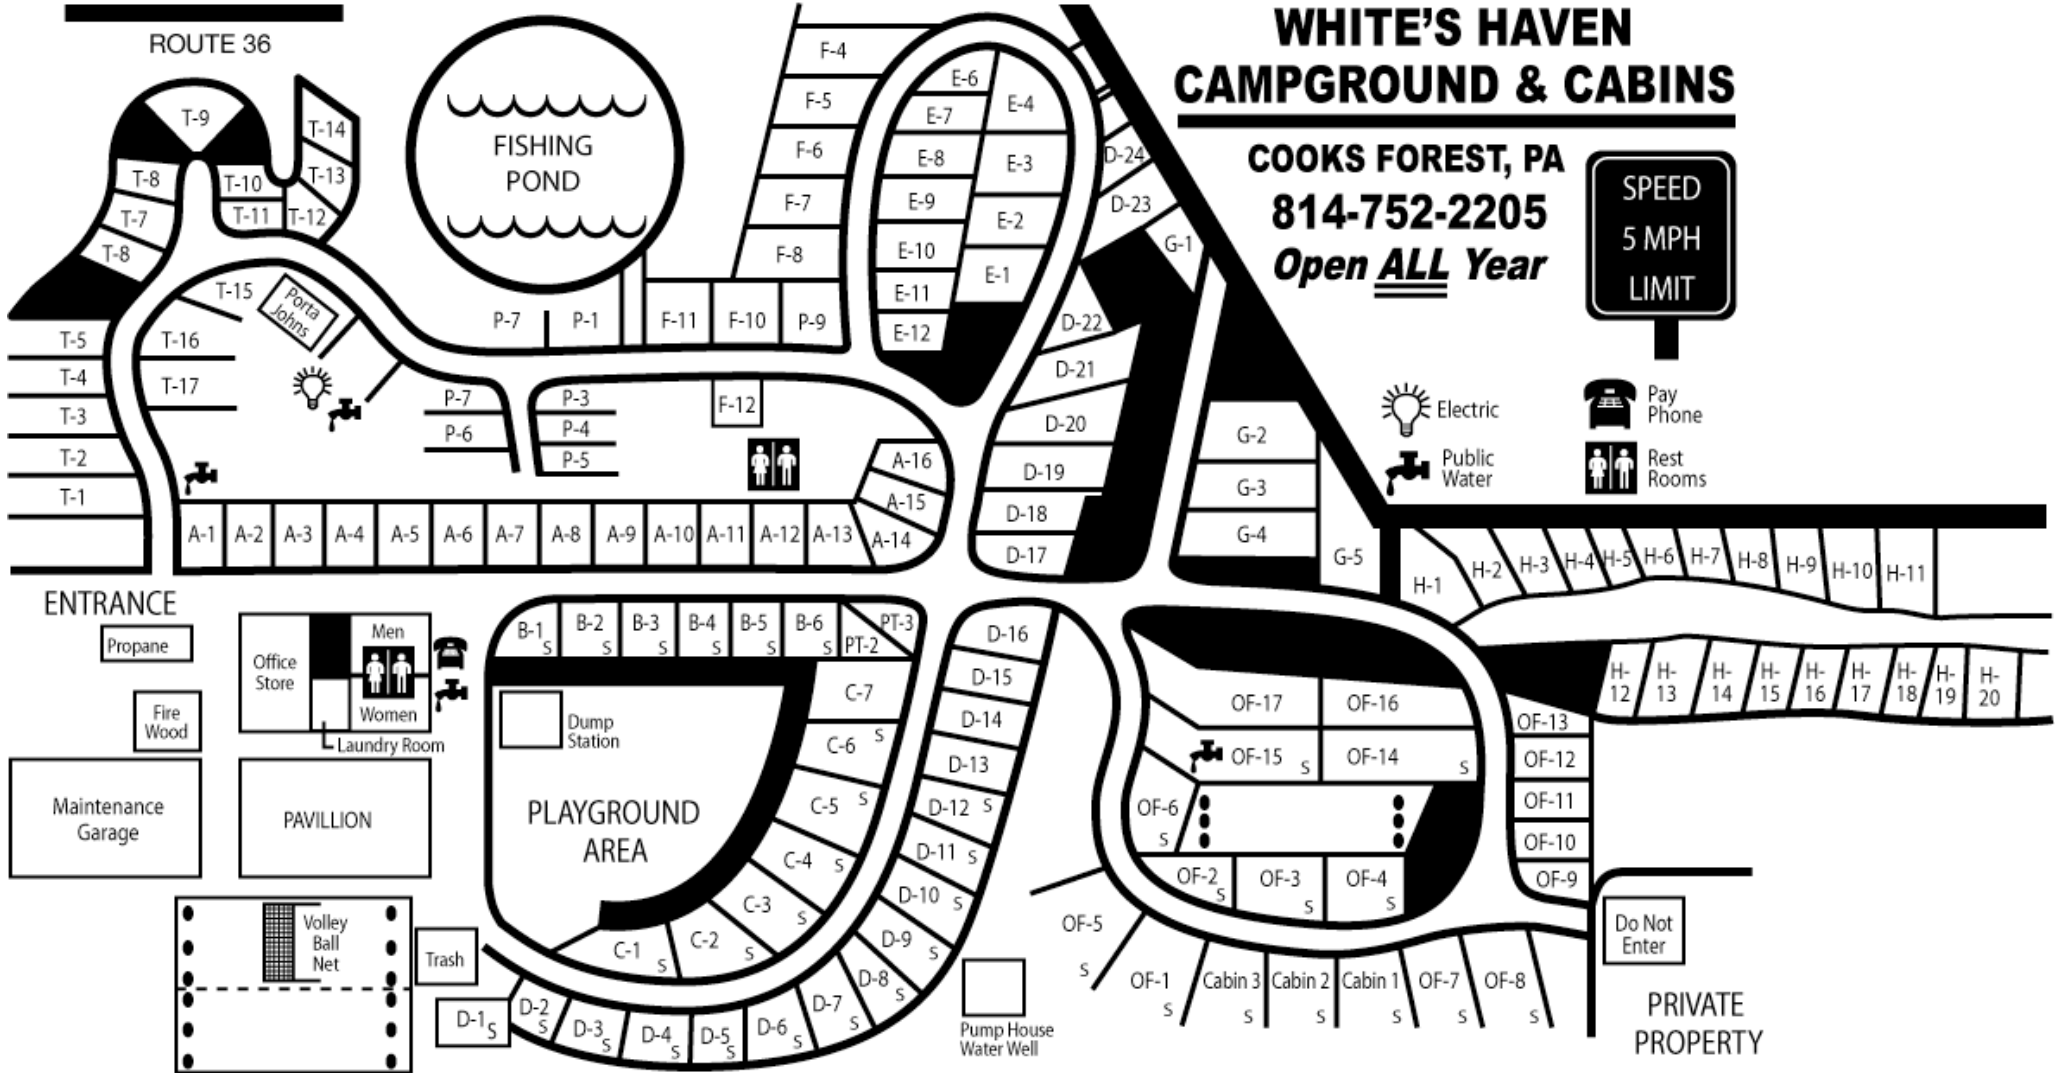 ROUTE 36
WHITE'S HAVEN
CAMPGROUND & CABINS
COOKS FOREST, PA
814-752-2205
Open ALL Year
SPEED
5 MPH
LIMIT
Electric
Pay
Phone
Public
Water
Rest
Rooms
FISHING
POND
T-9
T-14
T-13
T-8
T-10
T-7
T-11
T-12
T-8
T-15
Porta
Johns
T-5
T-16
T-4
T-17
T-3
T-2
T-1
P-7
P-1
F-11
F-10
P-9
F-4
F-5
F-6
F-7
F-8
E-6
E-7
E-4
E-8
E-3
E-9
E-2
E-10
E-1
E-11
E-12
D-24
D-23
G-1
D-22
D-21
D-20
D-19
D-18
D-17
P-7
P-3
P-6
P-4
P-5
F-12
A-16
A-15
A-14
A-1
A-2
A-3
A-4
A-5
A-6
A-7
A-8
A-9
A-10
A-11
A-12
A-13
G-2
G-3
G-4
G-5
H-1
H-2
H-3
H-4
H-5
H-6
H-7
H-8
H-9
H-10
H-11
H-
12
H-
13
H-
14
H-
15
H-
16
H-
17
H-
18
H-
19
H-
20
ENTRANCE
Propane
Fire
Wood
Office
Store
Men
Women
Laundry Room
Maintenance
Garage
PAVILLION
Volley
Ball
Net
Trash
B-1
S
B-2
S
B-3
S
B-4
S
B-5
S
B-6
S
PT-3
PT-2
Dump
Station
PLAYGROUND
AREA
C-7
C-6 S
C-5 S
C-4 S
C-3 S
C-2 S
C-1 S
D-16
D-15
D-14
D-13
D-12 S
D-11 S
D-10 S
D-9 S
D-8 S
D-7 S
D-6 S
D-5 S
D-4 S
D-3 S
D-2 S
D-1 S
Pump House
Water Well
OF-17
OF-16
OF-15 S
OF-14 S
OF-6
S
OF-2 S
OF-3 S
OF-4 S
OF-13
OF-12
OF-11
OF-10
OF-9
OF-5
S
OF-1
S
Cabin 3
S
Cabin 2
S
Cabin 1
S
OF-7
S
OF-8
S
Do Not
Enter
PRIVATE
PROPERTY